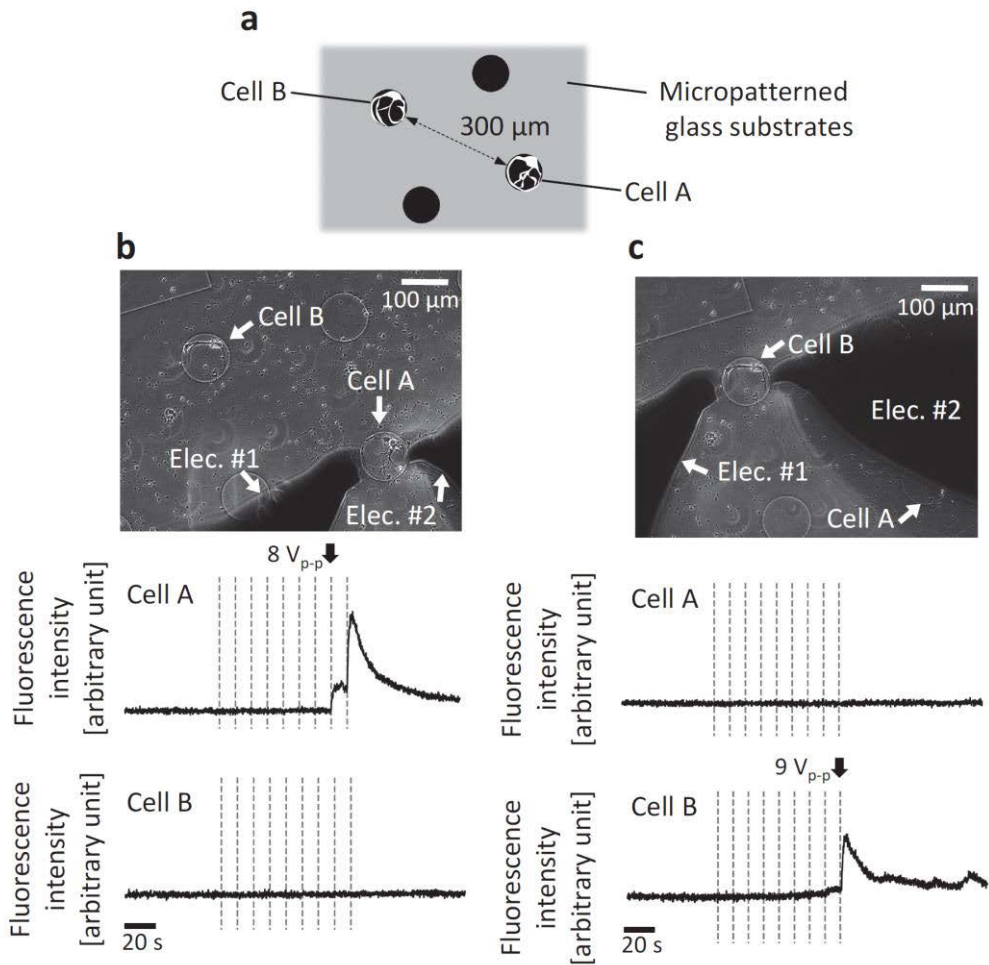 a
Cell B
300 μm
Micropatterned
glass substrates
Cell A
b
100 μm
Cell B
Cell A
Elec. #1
Elec. #2
8 Vp-p
Fluorescence
intensity
[arbitrary unit]
Cell A
Fluorescence
intensity
[arbitrary unit]
Cell B
20 s
c
100 μm
Cell B
Elec. #2
Elec. #1
Cell A
Fluorescence
intensity
[arbitrary unit]
Cell A
9 Vp-p
Fluorescence
intensity
[arbitrary unit]
Cell B
20 s